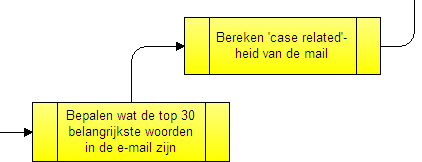 Bereken 'case related'-
heid van de mail
Bepalen wat de top 30
belangrijkste woorden
in de e-mail zijn